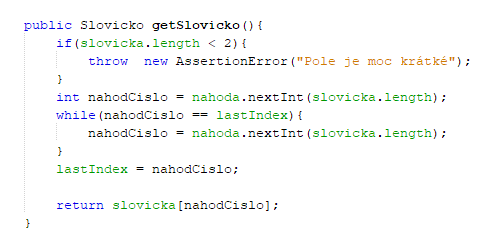 public Slovicko getSlovicko(){
if(slovicka.length < 2){
throw  new AssertionError("Pole je moc krátké");
}
int nahodCislo = nahoda.nextInt(slovicka.length);
while(nahodCislo == lastIndex){
nahodCislo = nahoda.nextInt(slovicka.length);
}
lastIndex = nahodCislo;
return slovicka[nahodCislo];
}